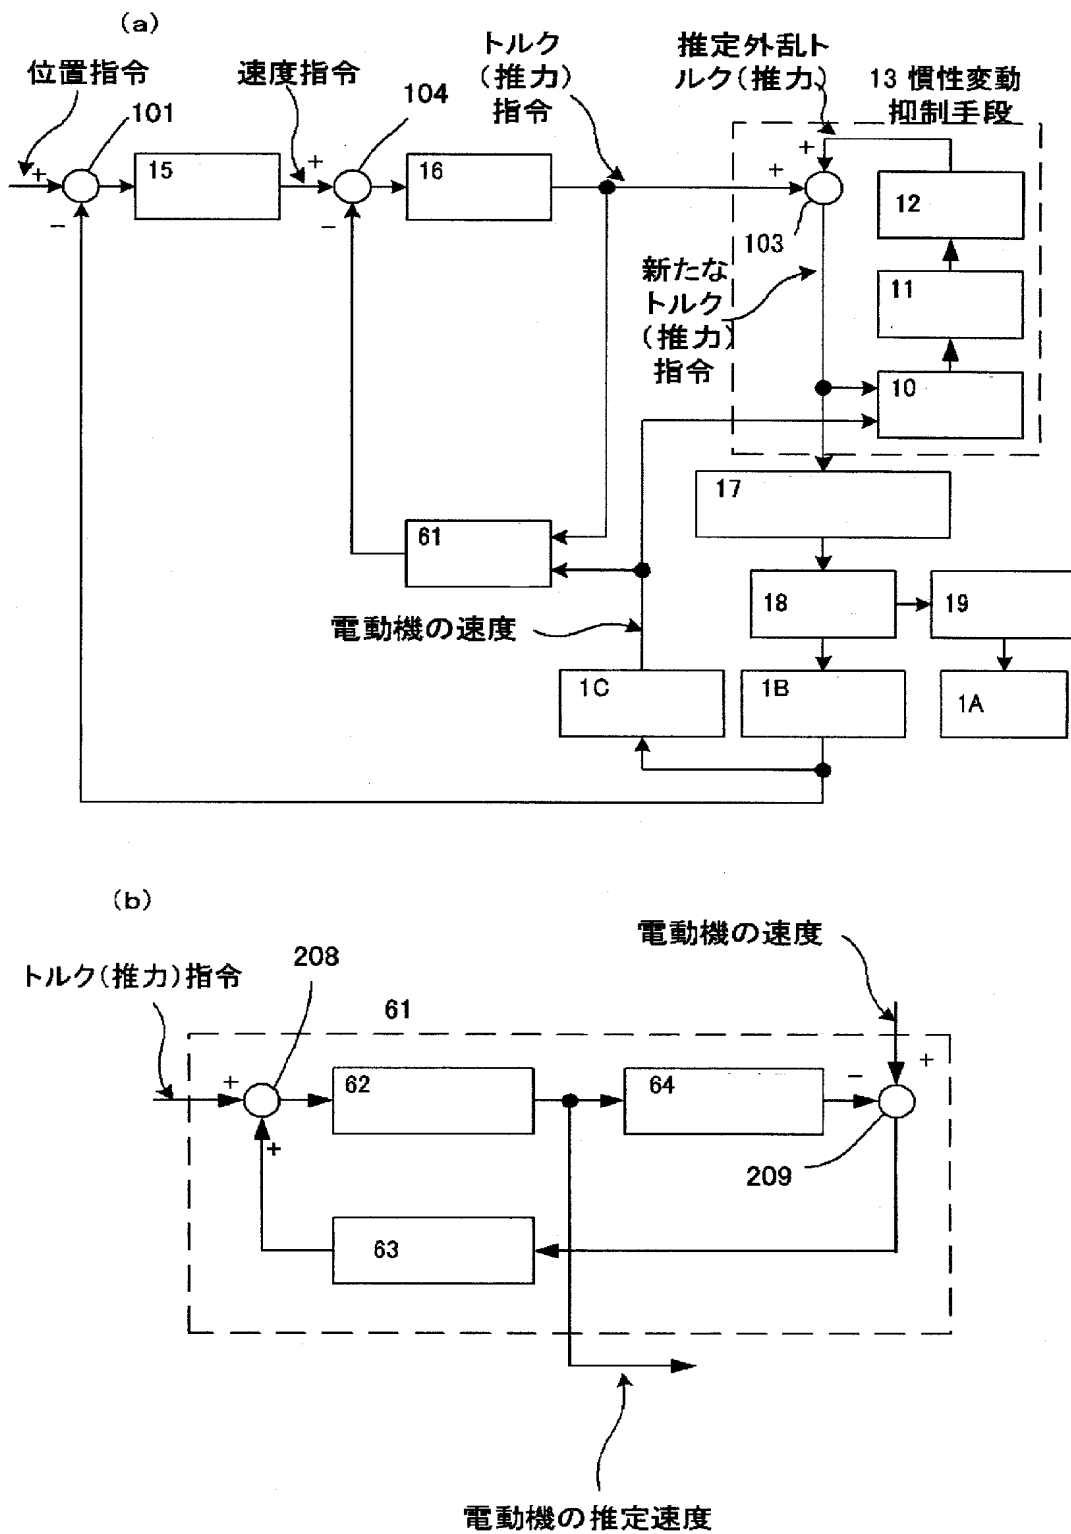 (a)
位置指令
101
+
-
15
速度指令
+
104
-
16
トルク
(推力)
指令
推定外乱ト
ルク(推力)
13 慣性変動
抑制手段
+
+
103
12
11
10
新たな
トルク
(推力)
指令
17
61
18
19
電動機の速度
1C
1B
1A
(b)
電動機の速度
トルク(推力)指令
208
61
+
+
62
64
-
+
209
63
電動機の推定速度